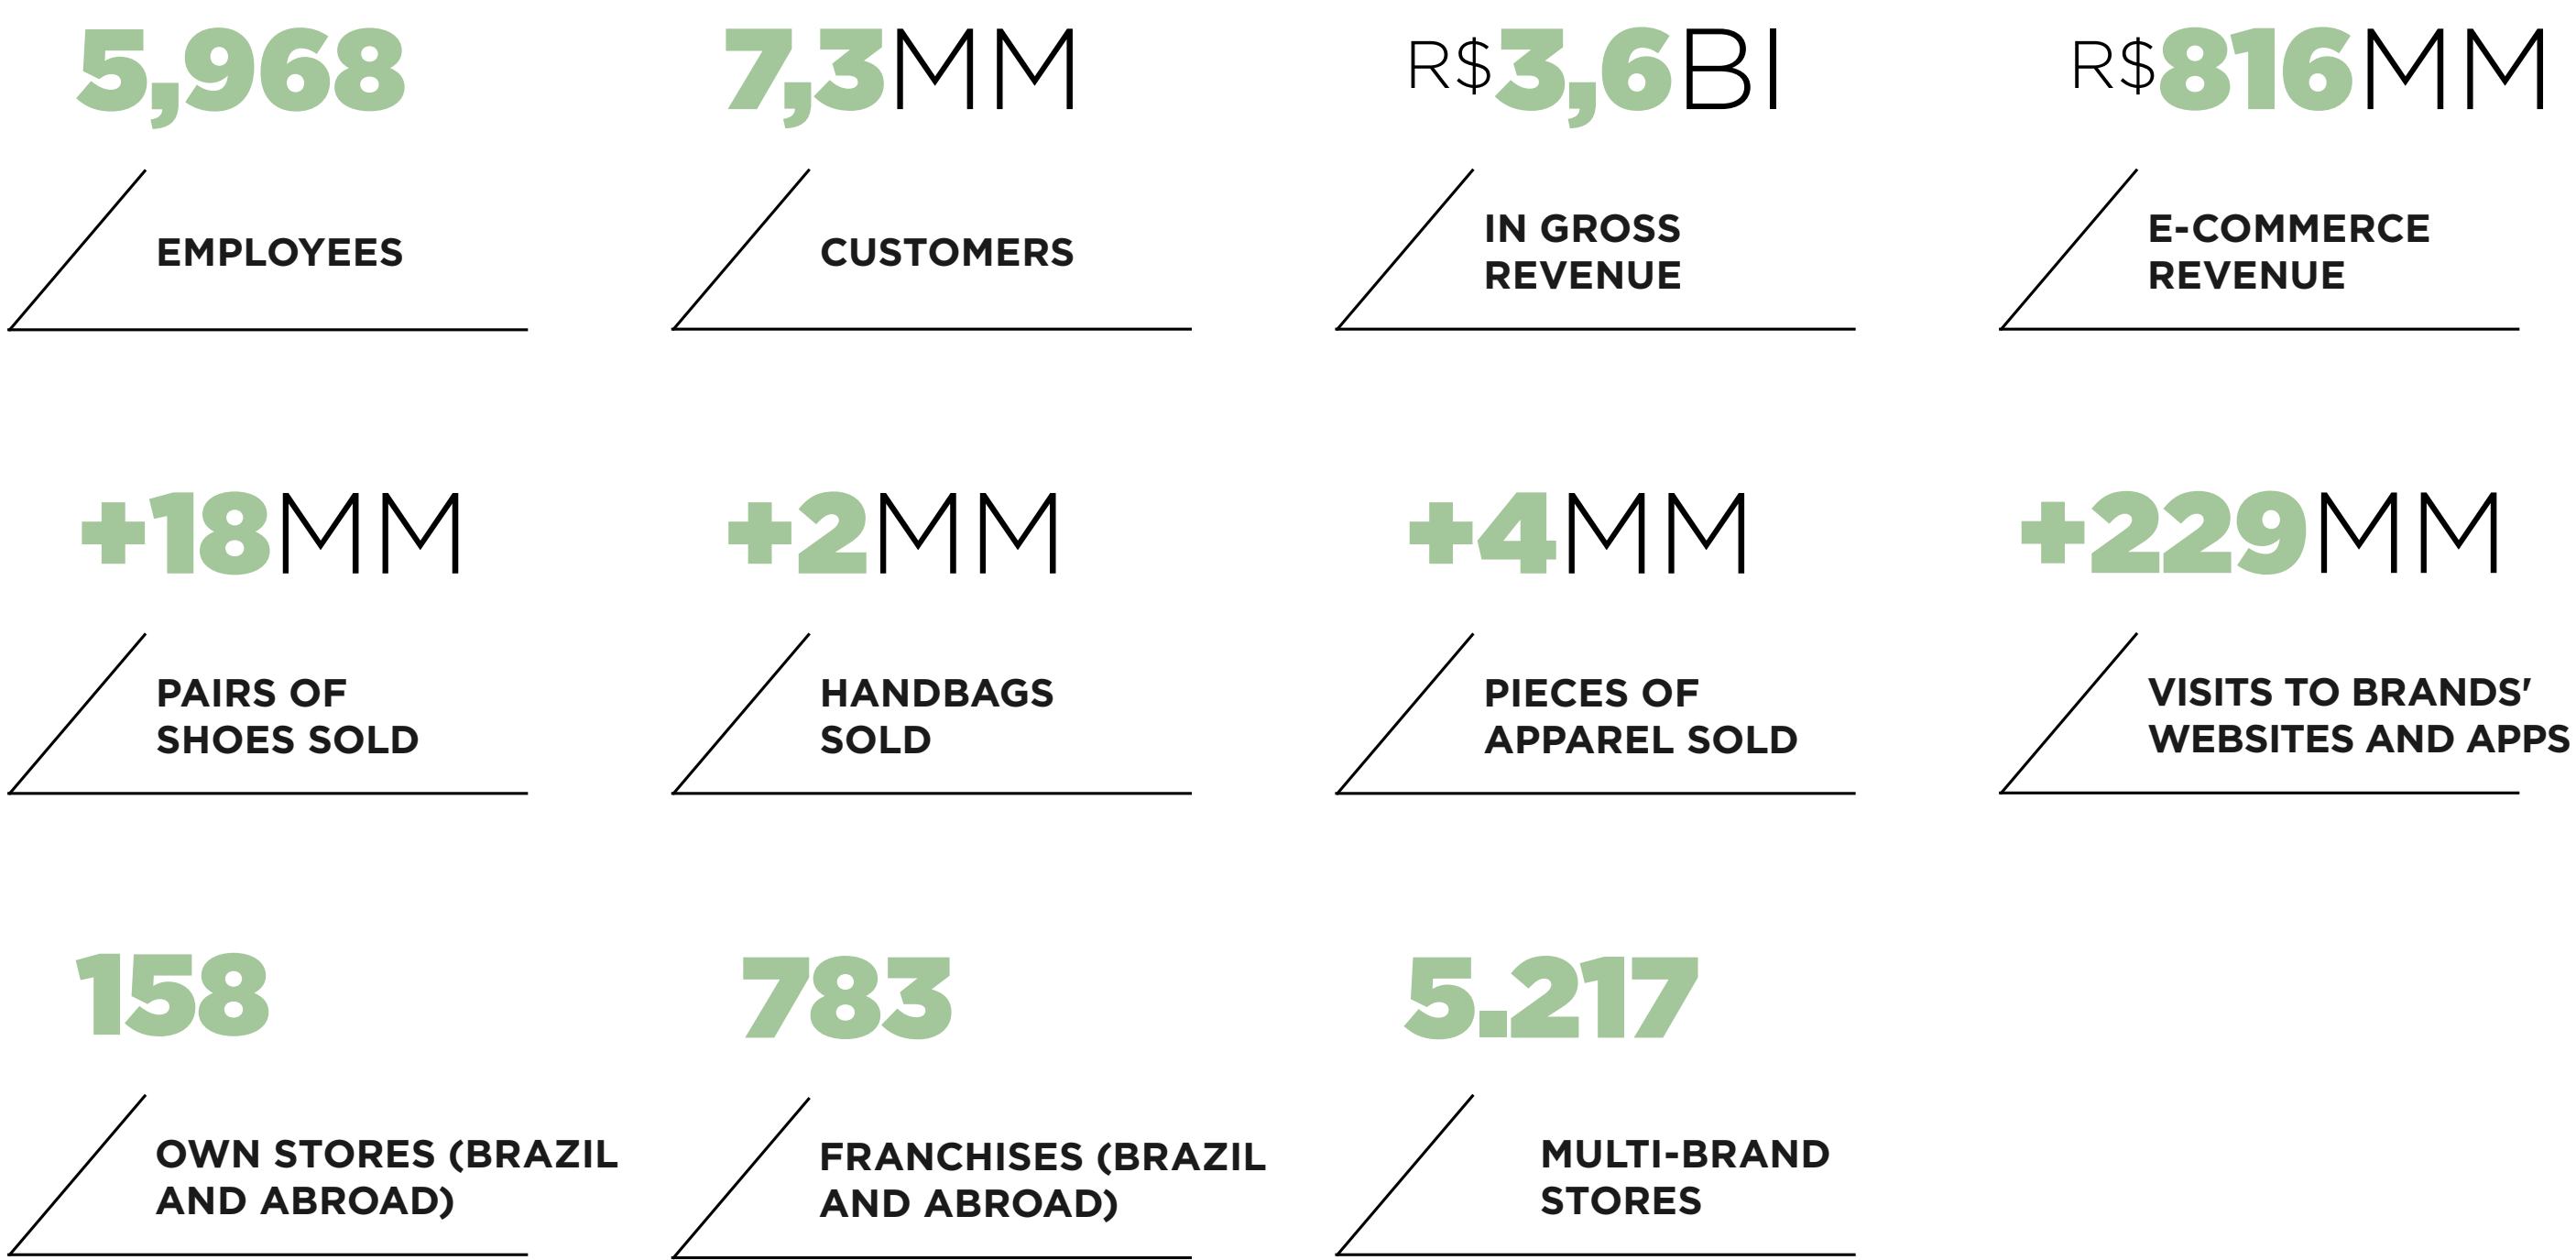 5,968
EMPLOYEES
7,3MM
CUSTOMERS
R$3,6BI
IN GROSS
REVENUE
R$816MM
E-COMMERCE
REVENUE
+18MM
PAIRS OF
SHOES SOLD
+2MM
HANDBAGS
SOLD
+4MM
PIECES OF
APPAREL SOLD
+229MM
VISITS TO BRANDS'
WEBSITES AND APPS
158
OWN STORES (BRAZIL
AND ABROAD)
783
FRANCHISES (BRAZIL
AND ABROAD)
5.217
MULTI-BRAND
STORES